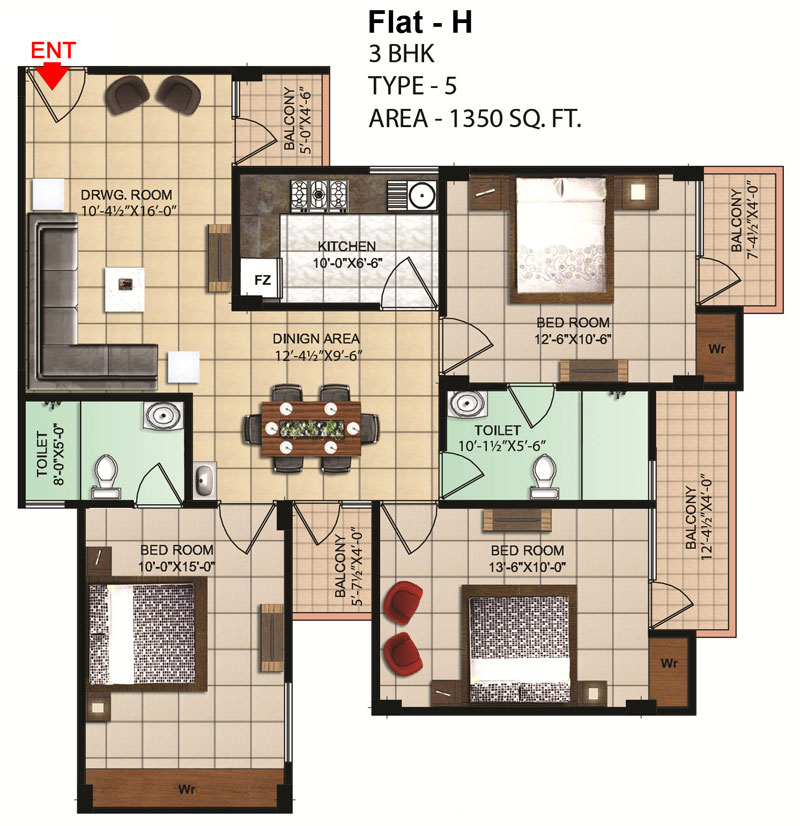 Flat - H
3 BHK
TYPE - 5
AREA - 1350 SQ. FT.
ENT
BALCONY
5'-0"X4'-6"
DRWG. ROOM
10'-4½"X16'-0"
KITCHEN
10'-0"X6'-6"
FZ
BALCONY
7'-4½"X4'-0"
BED ROOM
12'-6"X10'-6"
Wr
DINIGN AREA
12'-4½"X9'-6"
TOILET
8'-0"X5'-0"
TOILET
10'-1½"X5'-6"
BALCONY
12'-4½"X4'-0"
BED ROOM
10'-0"X15'-0"
BALCONY
5'-7½"X4'-0"
BED ROOM
13'-6"X10'-0"
Wr
Wr